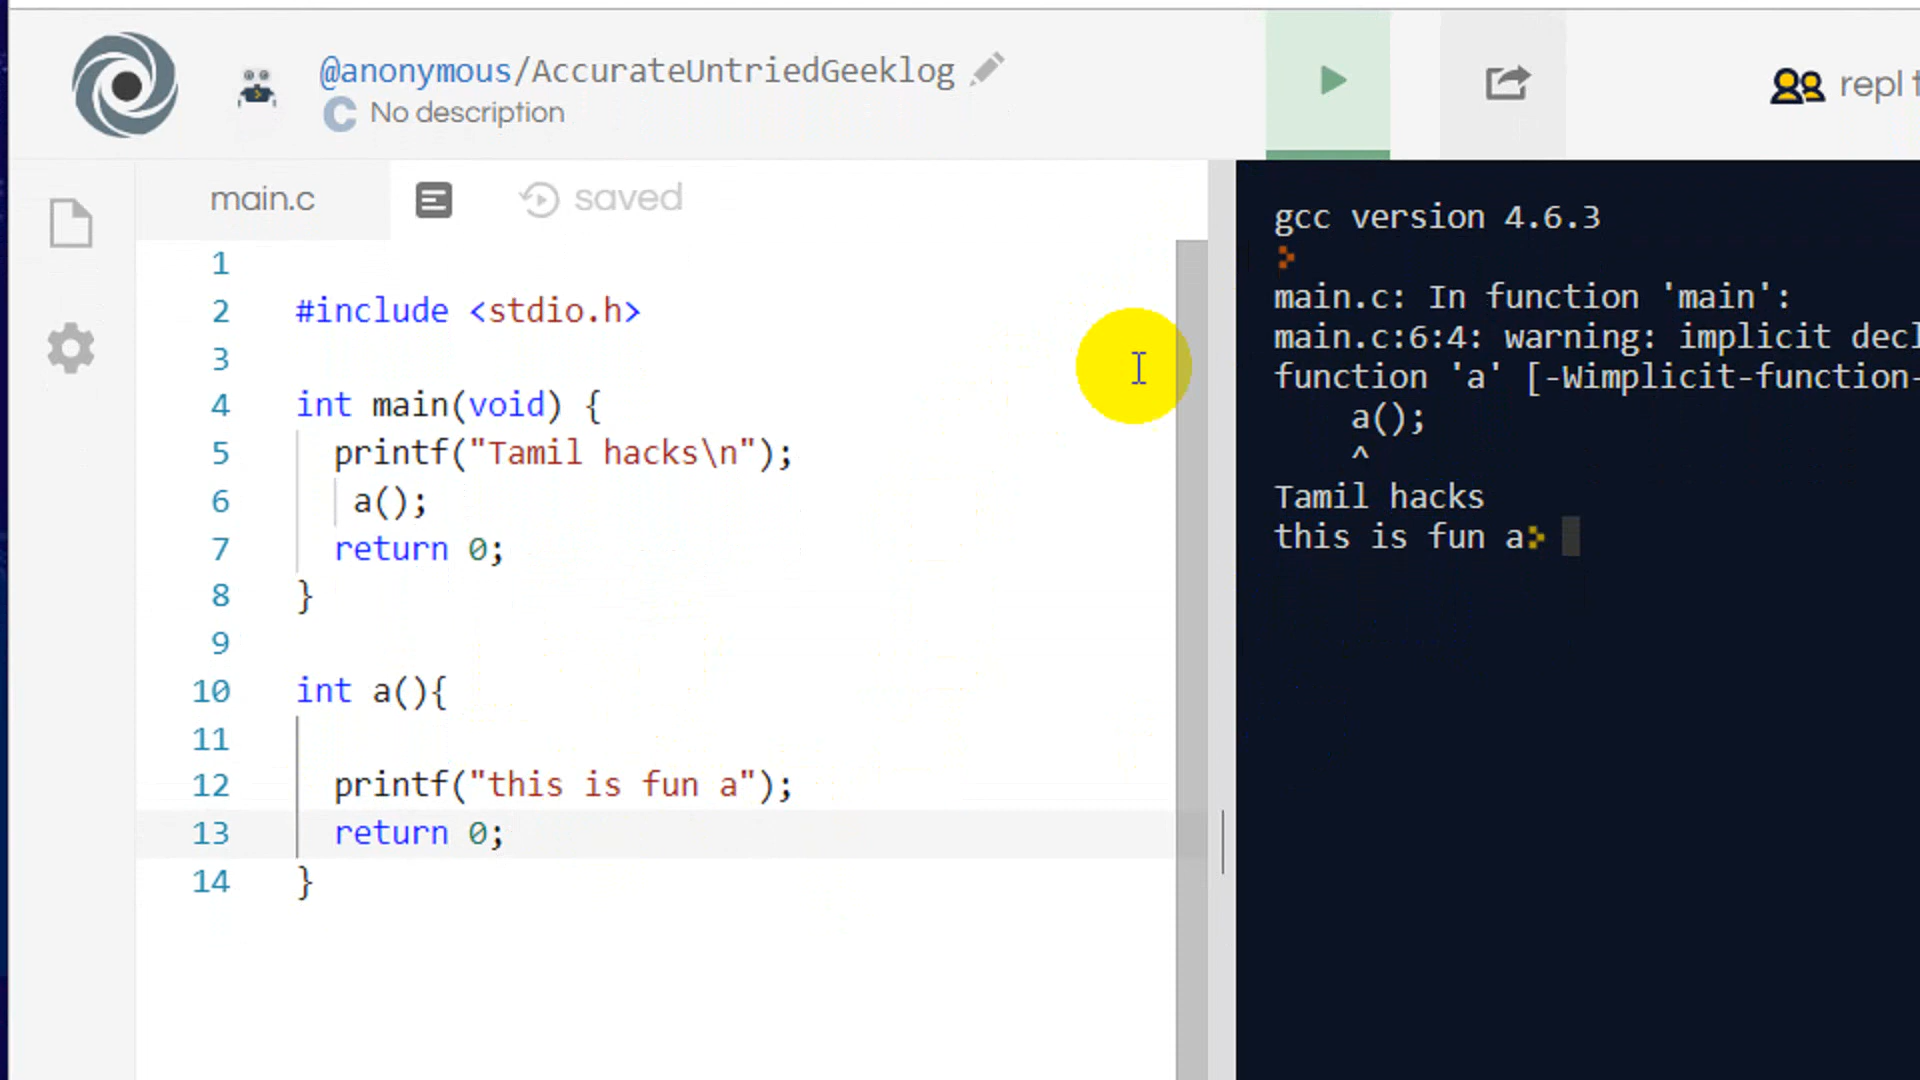 @anonymous/AccurateUntriedGeeklog
No description
repl
main.c
saved
1
2 #include <stdio.h>
3
4 int main(void) {
5 printf("Tamil hacks\n");
6 a();
7 return 0;
8 }
9
10 int a(){
11
12 printf("this is fun a");
13 return 0;
14 }
gcc version 4.6.3
main.c: In function 'main':
main.c:6:4: warning: implicit decl
function 'a' [-Wimplicit-function-
a();
^
Tamil hacks
this is fun a